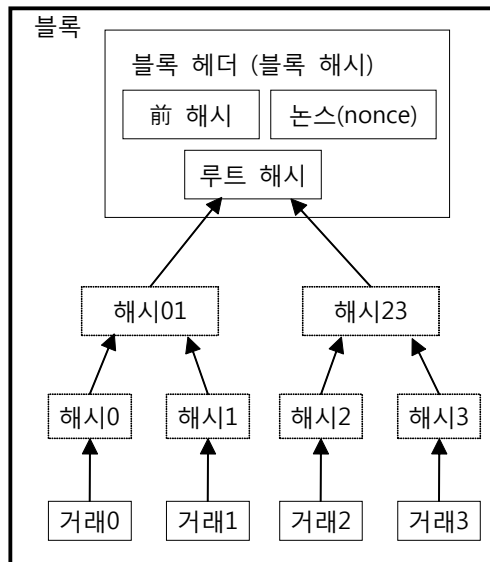 블록
블록 헤더 (블록 해시)
前 해시
논스(nonce)
루트 해시
해시01
해시23
해시0
해시1
해시2
해시3
거래0
거래1
거래2
거래3